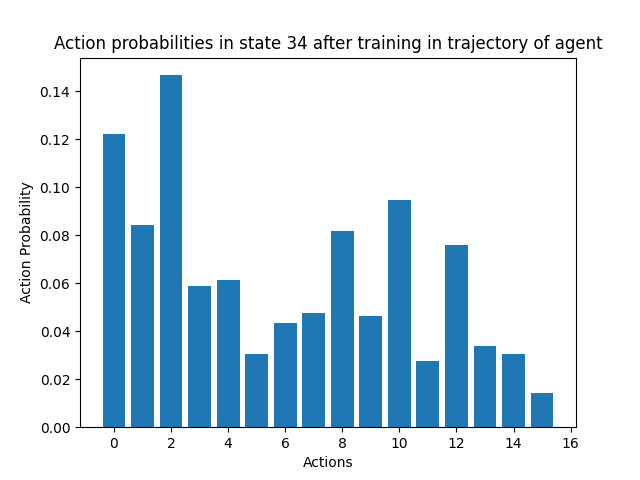 Action probabilities in state 34 after training in trajectory of agent
0.14
0.12
0.10
0.08
0.06
0.04
0.02
0.00
Action Probability
0 2 4 6 8 10 12 14 16
Actions